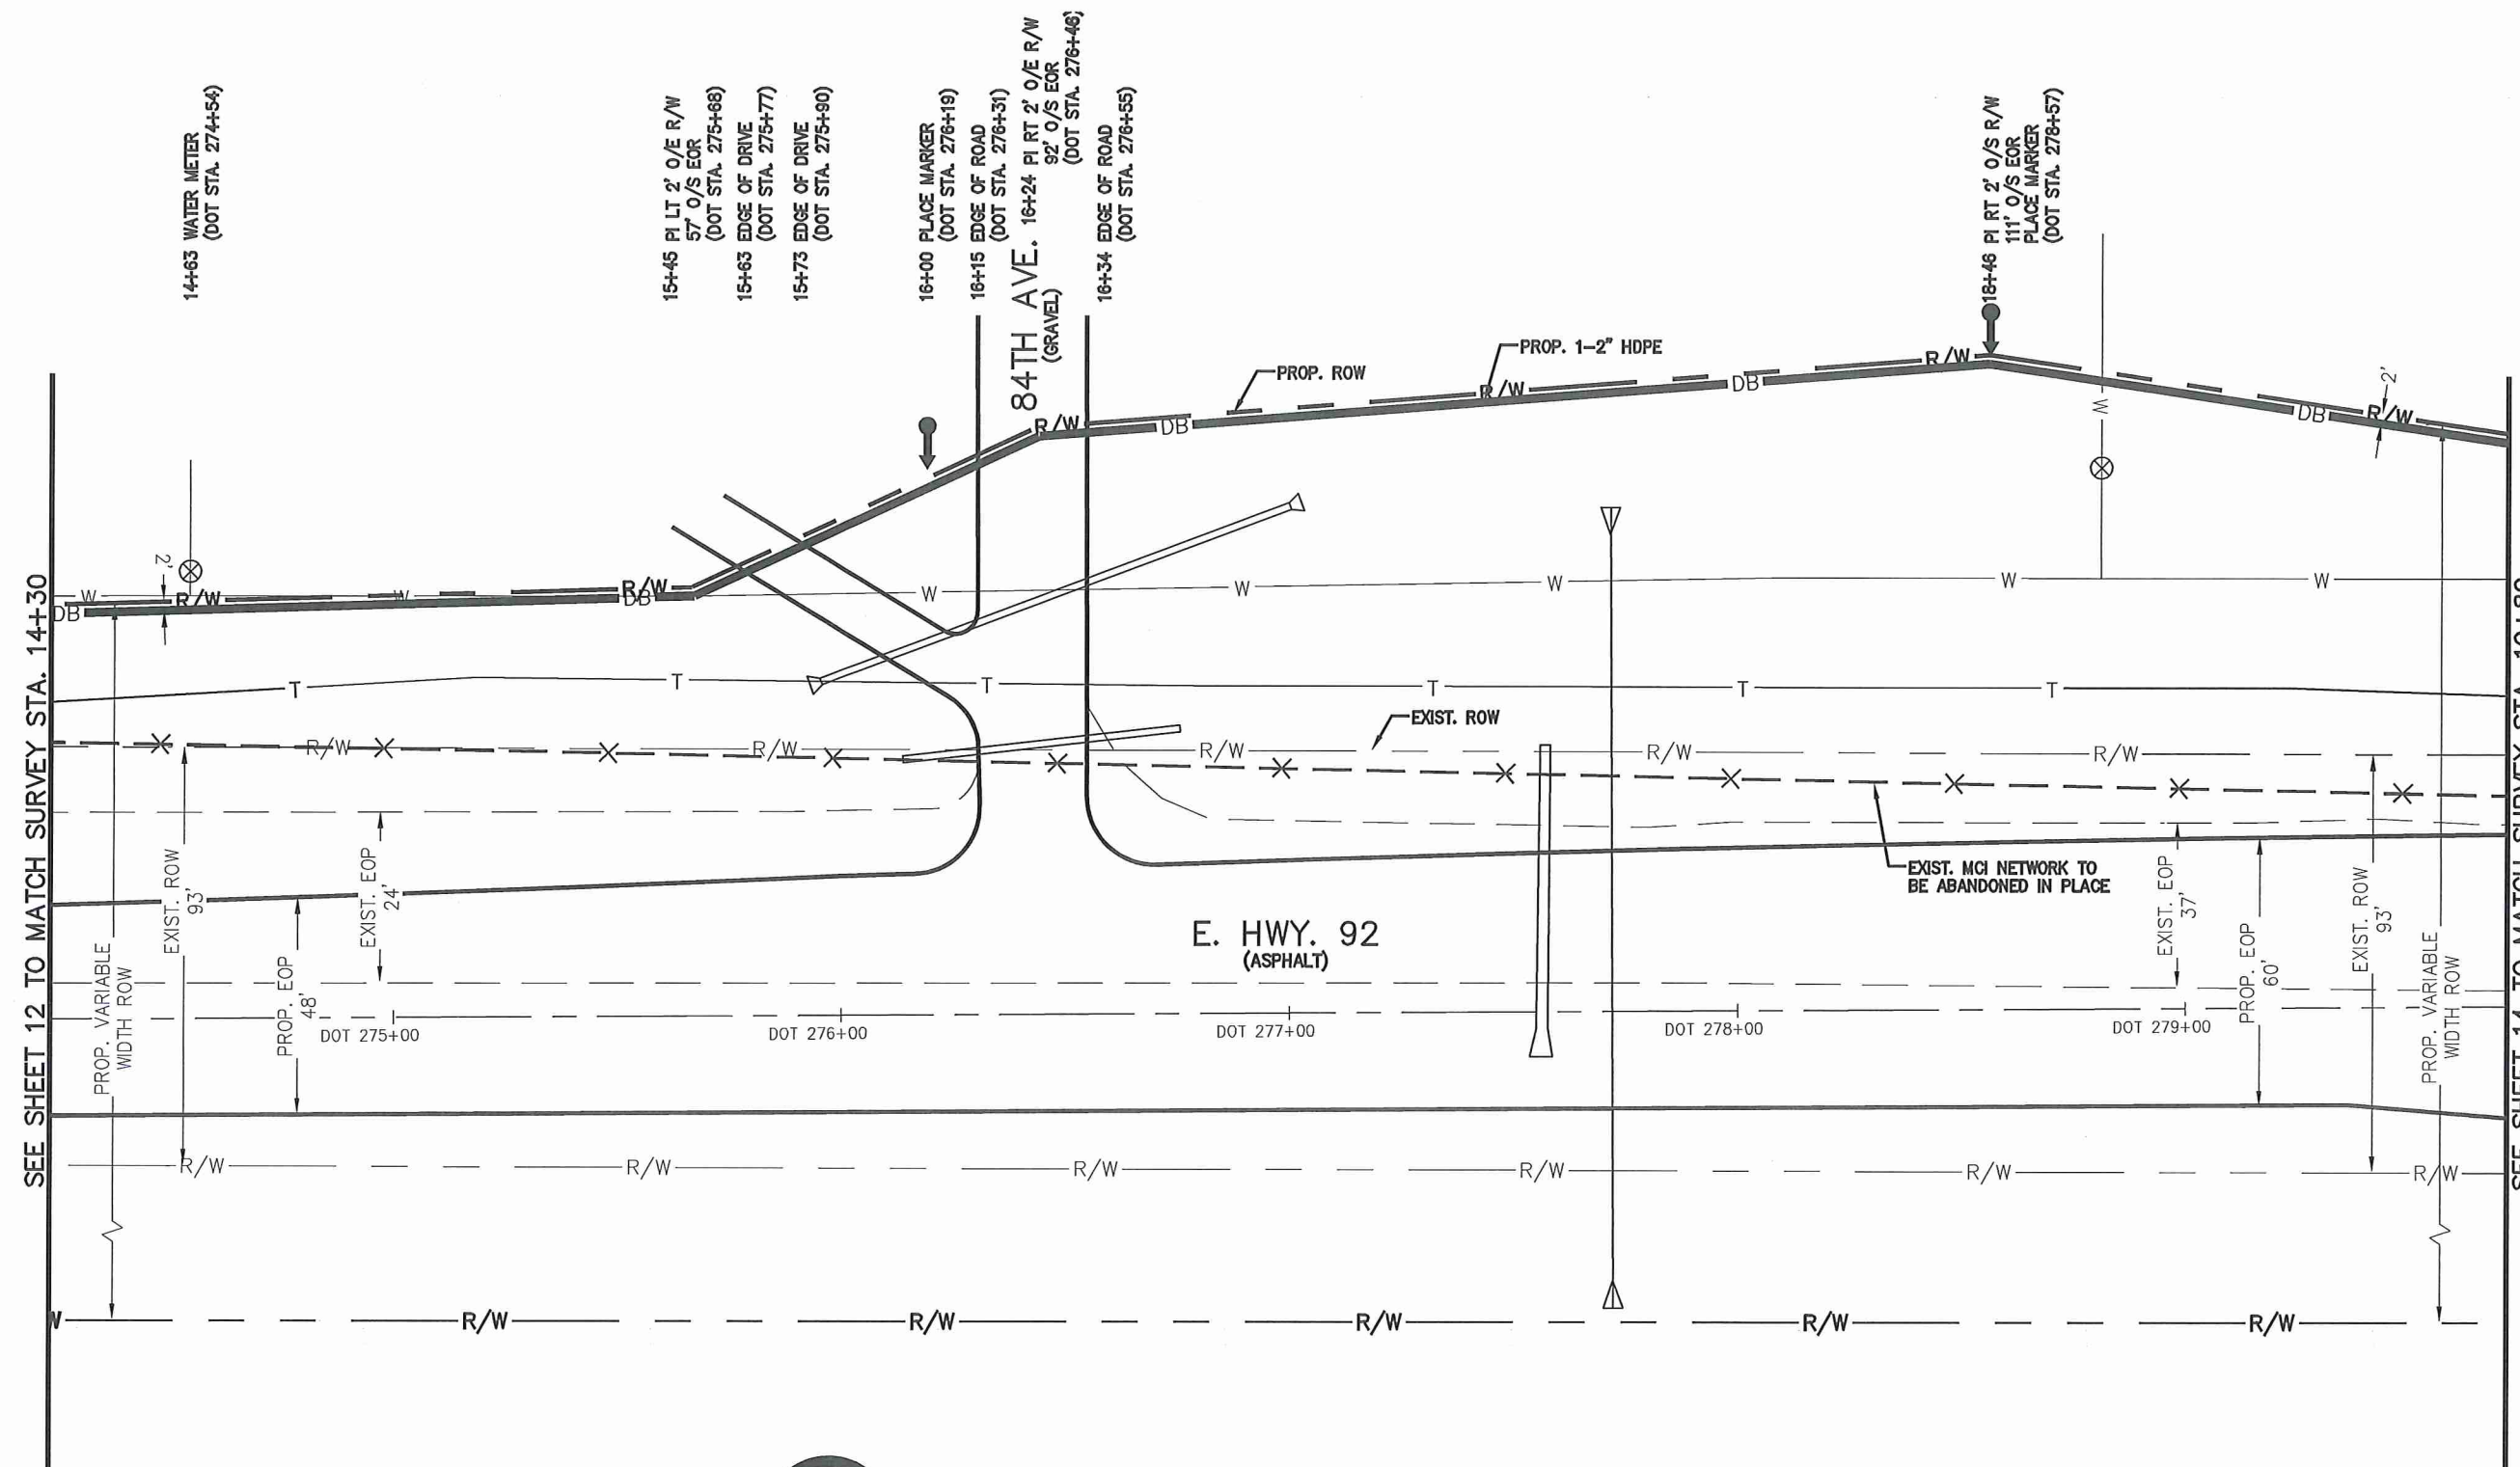 14+63 WATER METER
(DOT STA. 274+54)
15+45 PI LT 2' O/E R/W
57' O/S EOR
(DOT STA. 275+68)
15+63 EDGE OF DRIVE
(DOT STA. 275+77)
15+73 EDGE OF DRIVE
(DOT STA. 275+90)
16+00 PLACE MARKER
(DOT STA. 276+19)
16+15 EDGE OF ROAD
(DOT STA. 276+31)
84TH AVE.
(GRAVEL)
16+24 PI RT 2' O/E R/W
92' O/S EOR
(DOT STA. 276+46)
16+34 EDGE OF ROAD
(DOT STA. 276+55)
18+46 PI RT 2' O/S R/W
111' O/S EOR
PLACE MARKER
(DOT STA. 278+57)
PROP. 1-2" HDPE
PROP. ROW
R/W
R/W
R/W
R/W
R/W
R/W
DB
DB
DB
DB
DB
2'
2'
W
W
W
W
W
W
W
W
W
T
T
T
T
T
T
EXIST. ROW
R/W
R/W
R/W
R/W
R/W
EXIST. MCI NETWORK TO
BE ABANDONED IN PLACE
SEE SHEET 12 TO MATCH SURVEY STA. 14+30
PROP. VARIABLE
WIDTH ROW
EXIST. ROW
93'
PROP. EOP
48'
EXIST. EOP
24'
E. HWY. 92
(ASPHALT)
EXIST. EOP
37'
PROP. EOP
60'
EXIST. ROW
93'
PROP. VARIABLE
WIDTH ROW
DOT 275+00
DOT 276+00
DOT 277+00
DOT 278+00
DOT 279+00
R/W
R/W
R/W
R/W
R/W
R/W
W
R/W
R/W
R/W
R/W
R/W